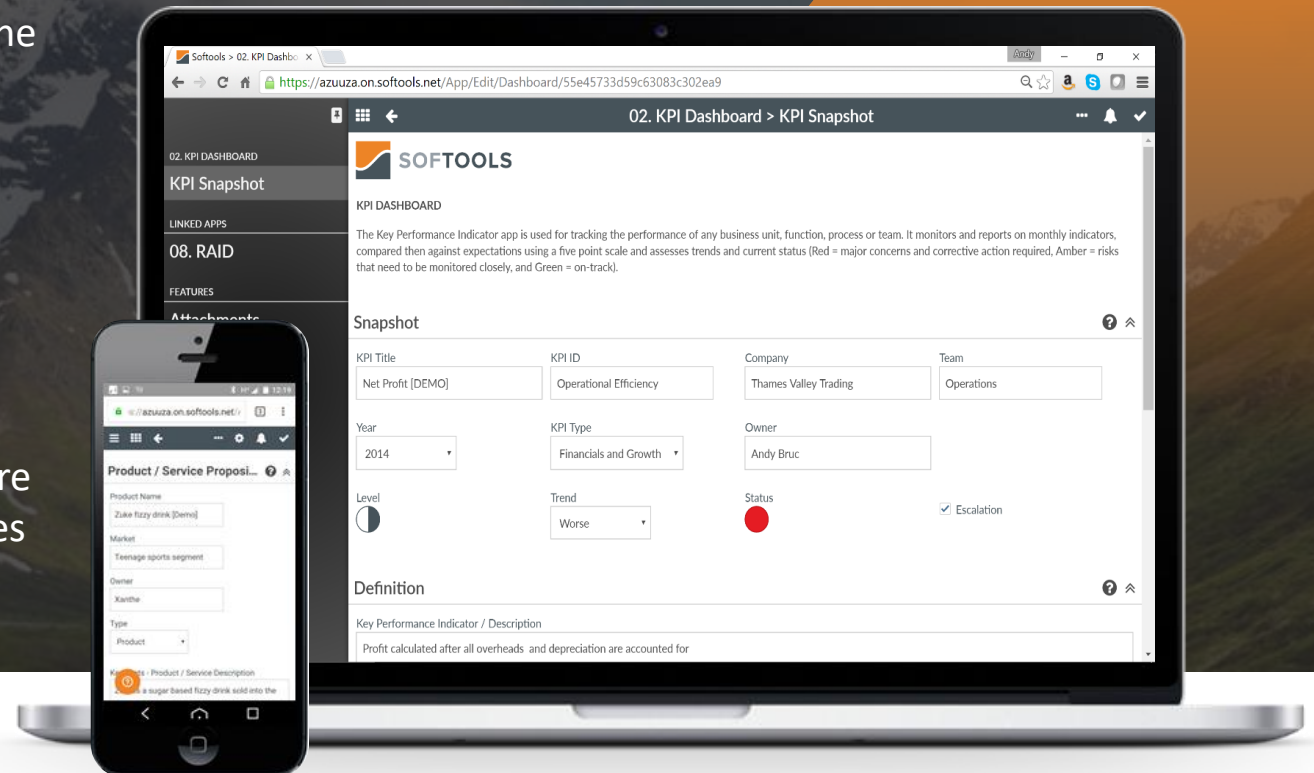 ne
re
es
Softools > 02. KPI Dashbo
Andy
https://azuuza.on.softools.net/App/Edit/Dashboard/55e45733d59c63083c302ea9
02. KPI Dashboard > KPI Snapshot
02. KPI DASHBOARD
KPI Snapshot
LINKED APPS
08. RAID
FEATURES
Attachments
SOFTOOLS
KPI DASHBOARD
The Key Performance Indicator app is used for tracking the performance of any business unit, function, process or team. It monitors and reports on monthly indicators,
compared then against expectations using a five point scale and assesses trends and current status (Red = major concerns and corrective action required, Amber = risks
that need to be monitored closely, and Green = on-track).
Snapshot
KPI Title KPI ID Company Team
Net Profit [DEMO] Operational Efficiency Thames Valley Trading Operations
Year KPI Type Owner
2014 Financials and Growth Andy Bruc
Level Trend Status
Worse Escalation
Definition
Key Performance Indicator / Description
Profit calculated after all overheads and depreciation are accounted for
12:16
://azuuza.on.softools.net/
Product / Service Proposi...
Product Name
Zuke fizzy drink [Demo]
Market
Teenage sports segment
Owner
Xanthe
Type
Product
- Product / Service Description
a sugar based fizzy drink sold into the